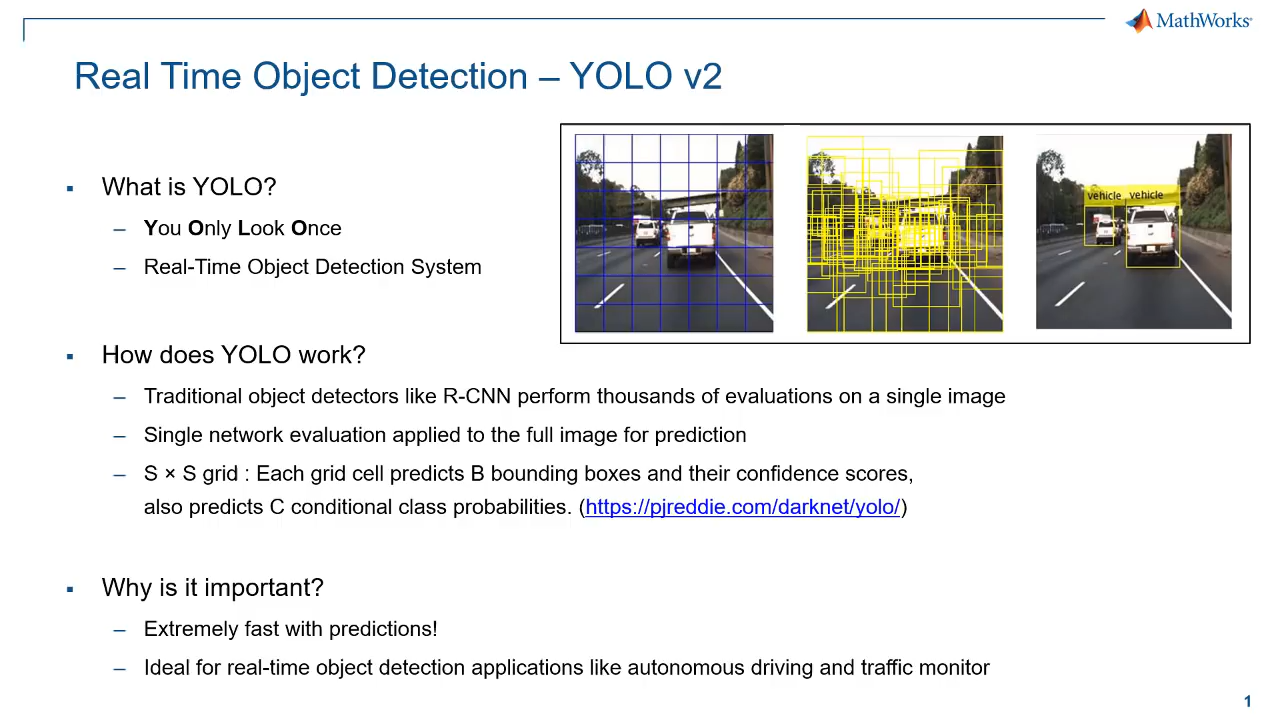 MathWorks
Real Time Object Detection – YOLO v2
What is YOLO?
– You Only Look Once
– Real-Time Object Detection System
vehicle vehicle
How does YOLO work?
– Traditional object detectors like R-CNN perform thousands of evaluations on a single image
– Single network evaluation applied to the full image for prediction
– S × S grid : Each grid cell predicts B bounding boxes and their confidence scores,
also predicts C conditional class probabilities. (https://pjreddie.com/darknet/yolo/)
Why is it important?
– Extremely fast with predictions!
– Ideal for real-time object detection applications like autonomous driving and traffic monitor
1